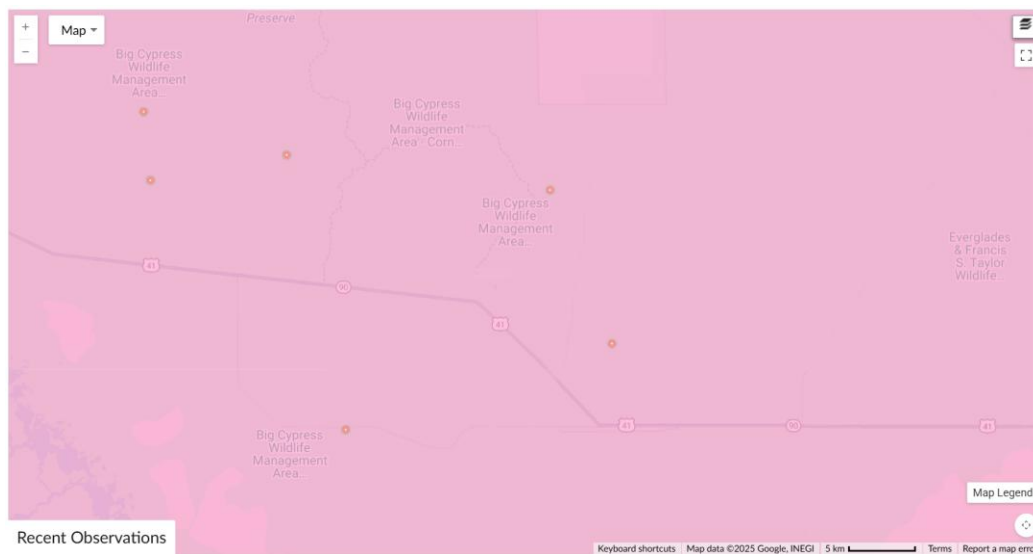 Preserve
+
Map
−
Big Cypress
Wildlife
Management
Area...
Big Cypress
Wildlife
Management
Area - Corn...
Big Cypress
Wildlife
Management
Area...
Everglades
& Francis
S. Taylor
Wildlife...
41
90
41
41
90
41
Big Cypress
Wildlife
Management
Area...
Map Legend
Recent Observations
Keyboard shortcuts
Map data ©2025 Google, INEGI
5 km
Terms
Report a map erro